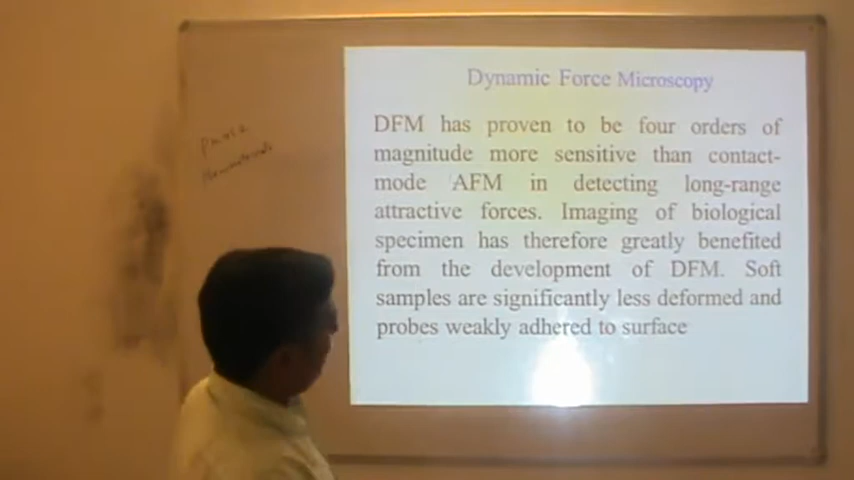 Dynamic Force Microscopy
DFM has proven to be four orders of
magnitude more sensitive than contact-
mode AFM in detecting long-range
attractive forces. Imaging of biological
specimen has therefore greatly benefited
from the development of DFM. Soft
samples are significantly less deformed and
probes weakly adhered to surface